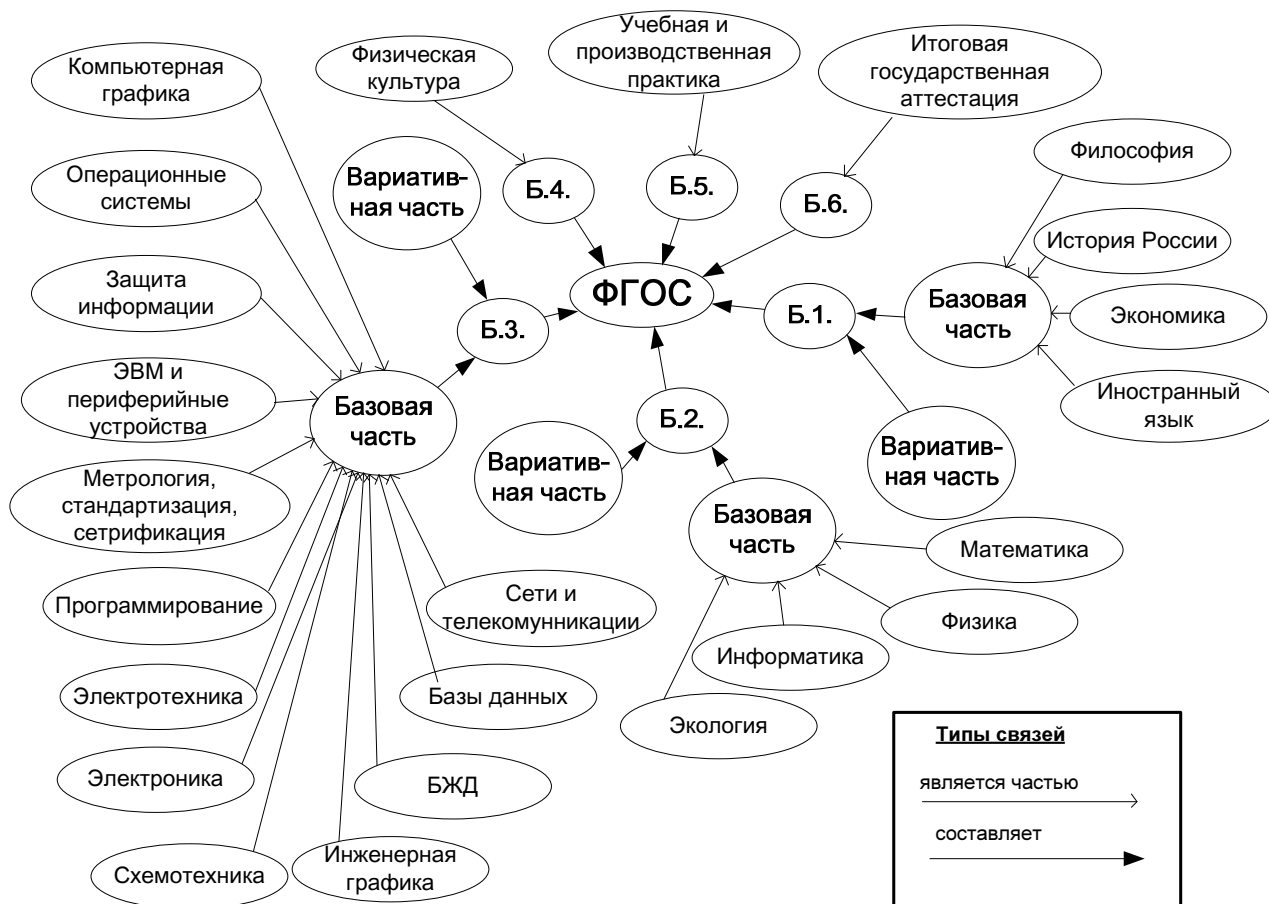 Компьютерная
графика
Физическая
культура
Учебная и
производственная
практика
Итоговая
государственная
аттестация
Операционные
системы
Вариатив-
ная часть
Б.4.
Б.5.
Б.6.
Философия
История России
Защита
информации
ФГОС
Б.3.
Б.1.
Базовая
часть
Экономика
Иностранный
язык
ЭВМ и
периферийные
устройства
Базовая
часть
Б.2.
Вариатив-
ная часть
Вариатив-
ная часть
Метрология,
стандартизация,
сетрификация
Базовая
часть
Математика
Программирование
Сети и
телекомунникации
Физика
Информатика
Электротехника
Базы данных
Экология
Электроника
БЖД
Схемотехника
Инженерная
графика
Типы связей
является частью
составляет